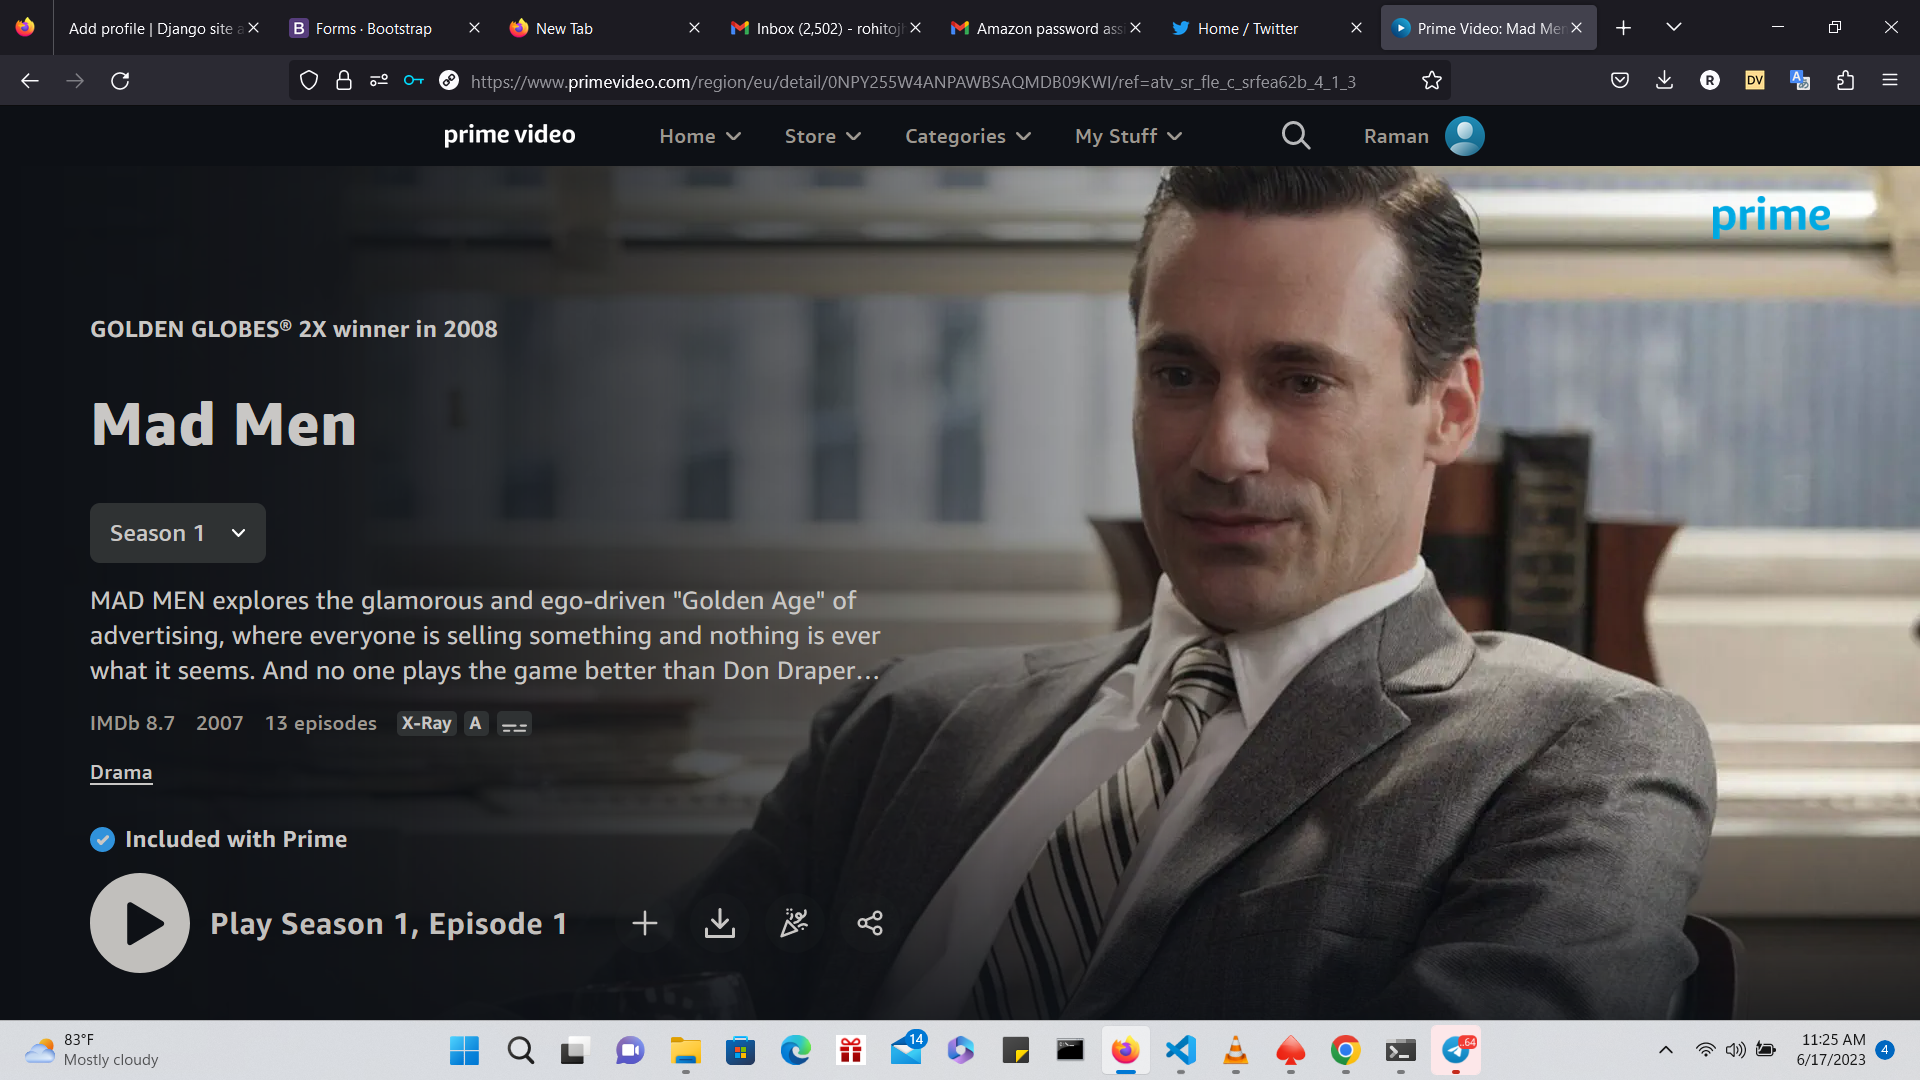 Add profile | Django site a
Forms · Bootstrap
New Tab
Inbox (2,502) - rohitojh
Amazon password assi
Home / Twitter
Prime Video: Mad Men
https://www.primevideo.com/region/eu/detail/0NPY255W4ANPAWBSAQMDB09KWI/ref=atv_sr_fle_c_srfea62b_4_1_3
R
DV
prime video
Home
Store
Categories
My Stuff
Raman
prime
GOLDEN GLOBES® 2X winner in 2008
Mad Men
Season 1
MAD MEN explores the glamorous and ego-driven "Golden Age" of
advertising, where everyone is selling something and nothing is ever
what it seems. And no one plays the game better than Don Draper...
IMDb 8.7 2007 13 episodes X-Ray A
Drama
Included with Prime
Play Season 1, Episode 1
83°F
Mostly cloudy
14
..64
11:25 AM
6/17/2023
4